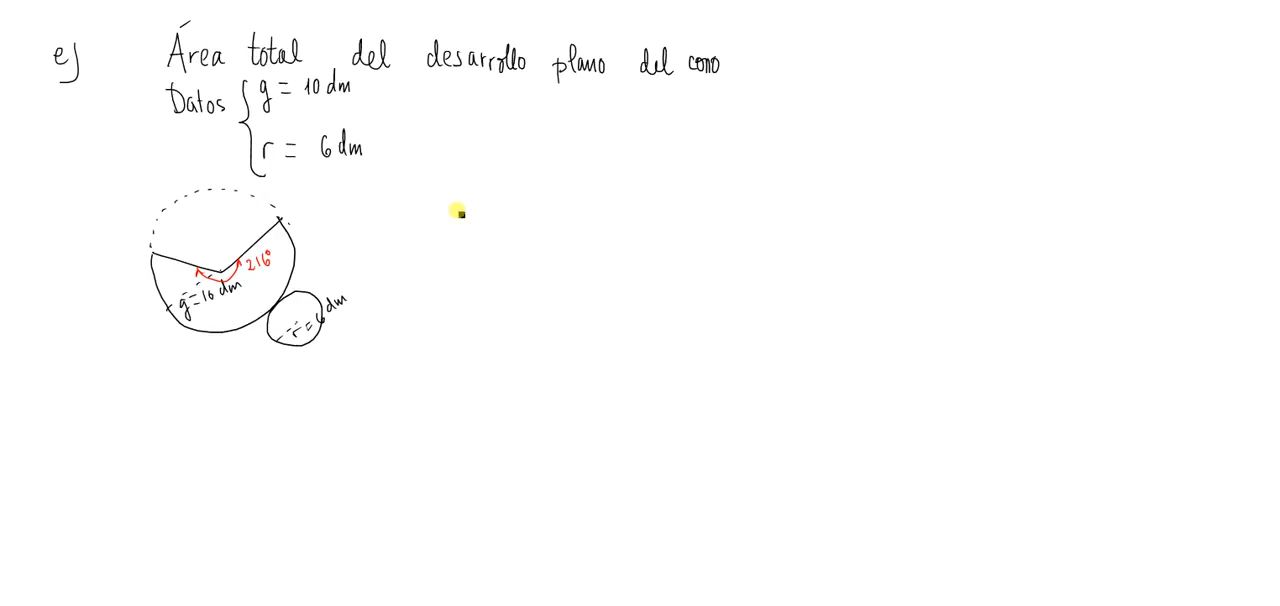 e) Área total del desarrollo plano del cono
Datos { g = 10 dm
r = 6 dm
216°
g = 10 dm
r = 6 dm